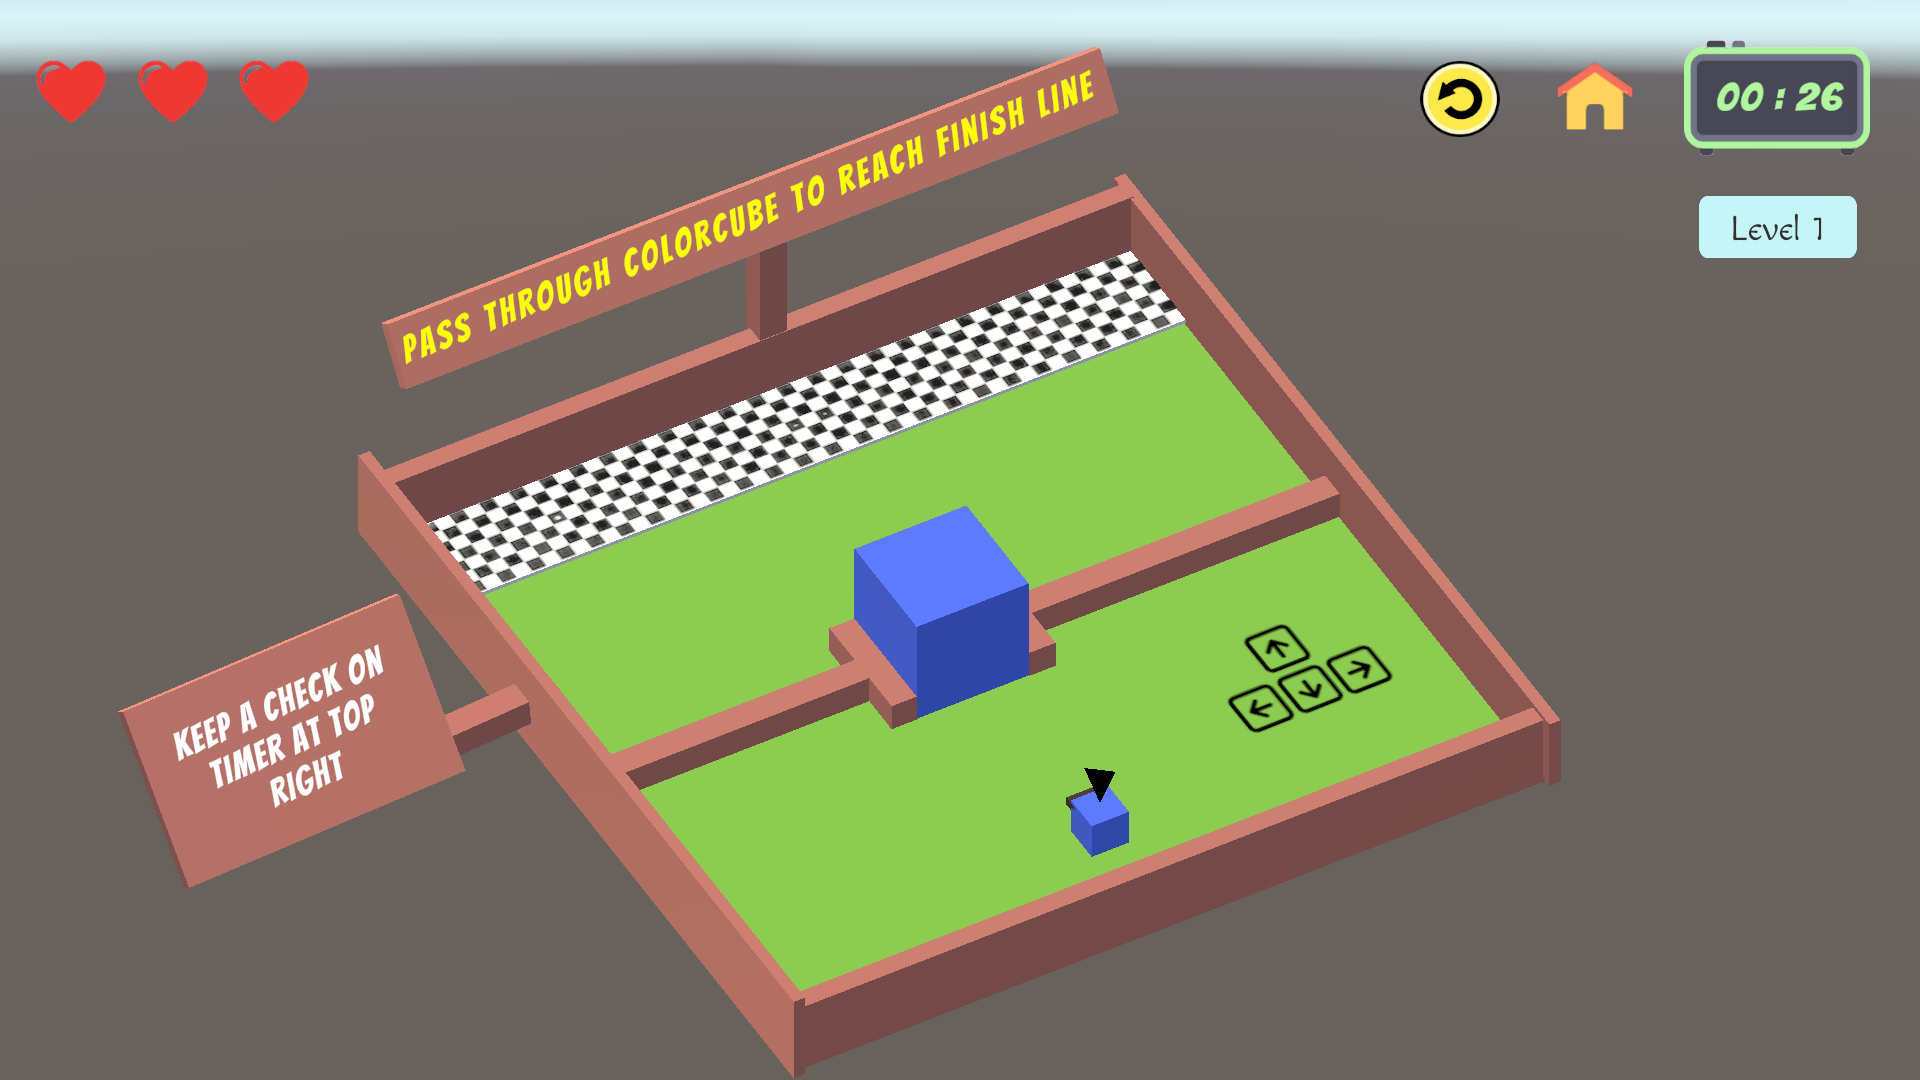 00 : 26
PASS THROUGH COLORCUBE TO REACH FINISH LINE
Level 1
KEEP A CHECK ON
TIMER AT TOP
RIGHT